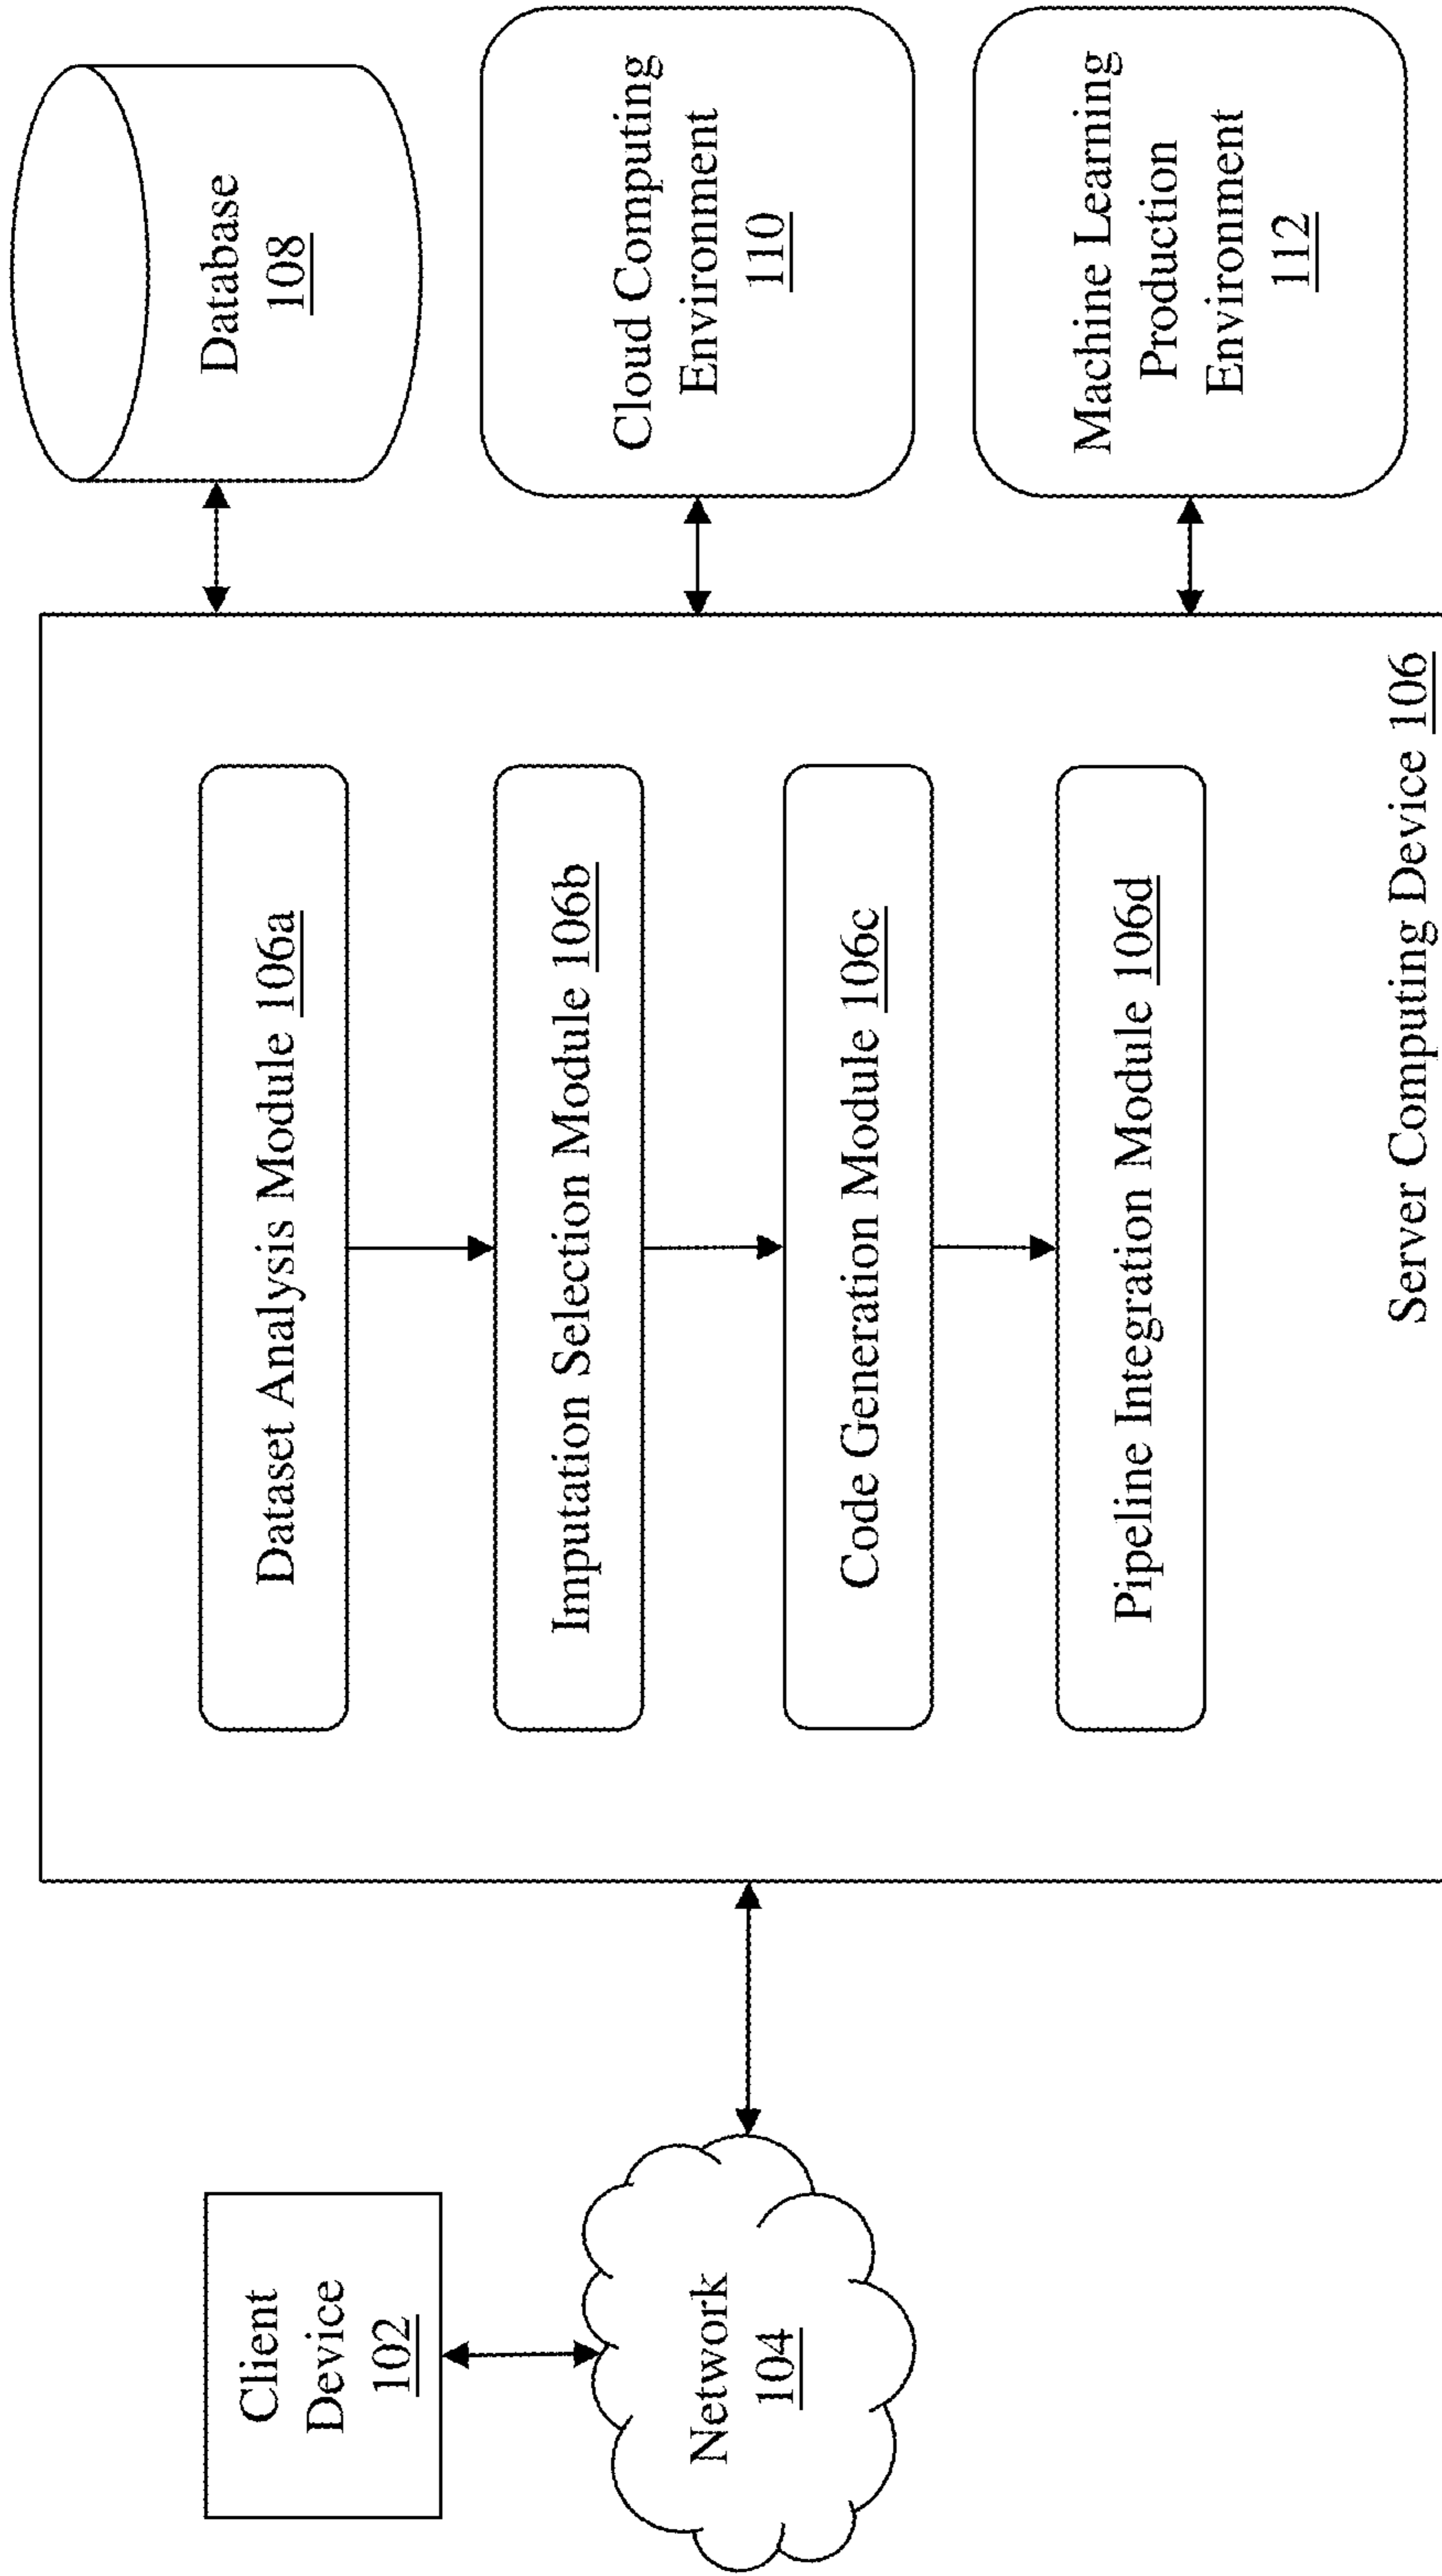 Client
Device
102
Network
104
Dataset Analysis Module 106a
Imputation Selection Module 106b
Code Generation Module 106c
Pipeline Integration Module 106d
Server Computing Device 106
Database
108
Cloud Computing
Environment
110
Machine Learning
Production
Environment
112